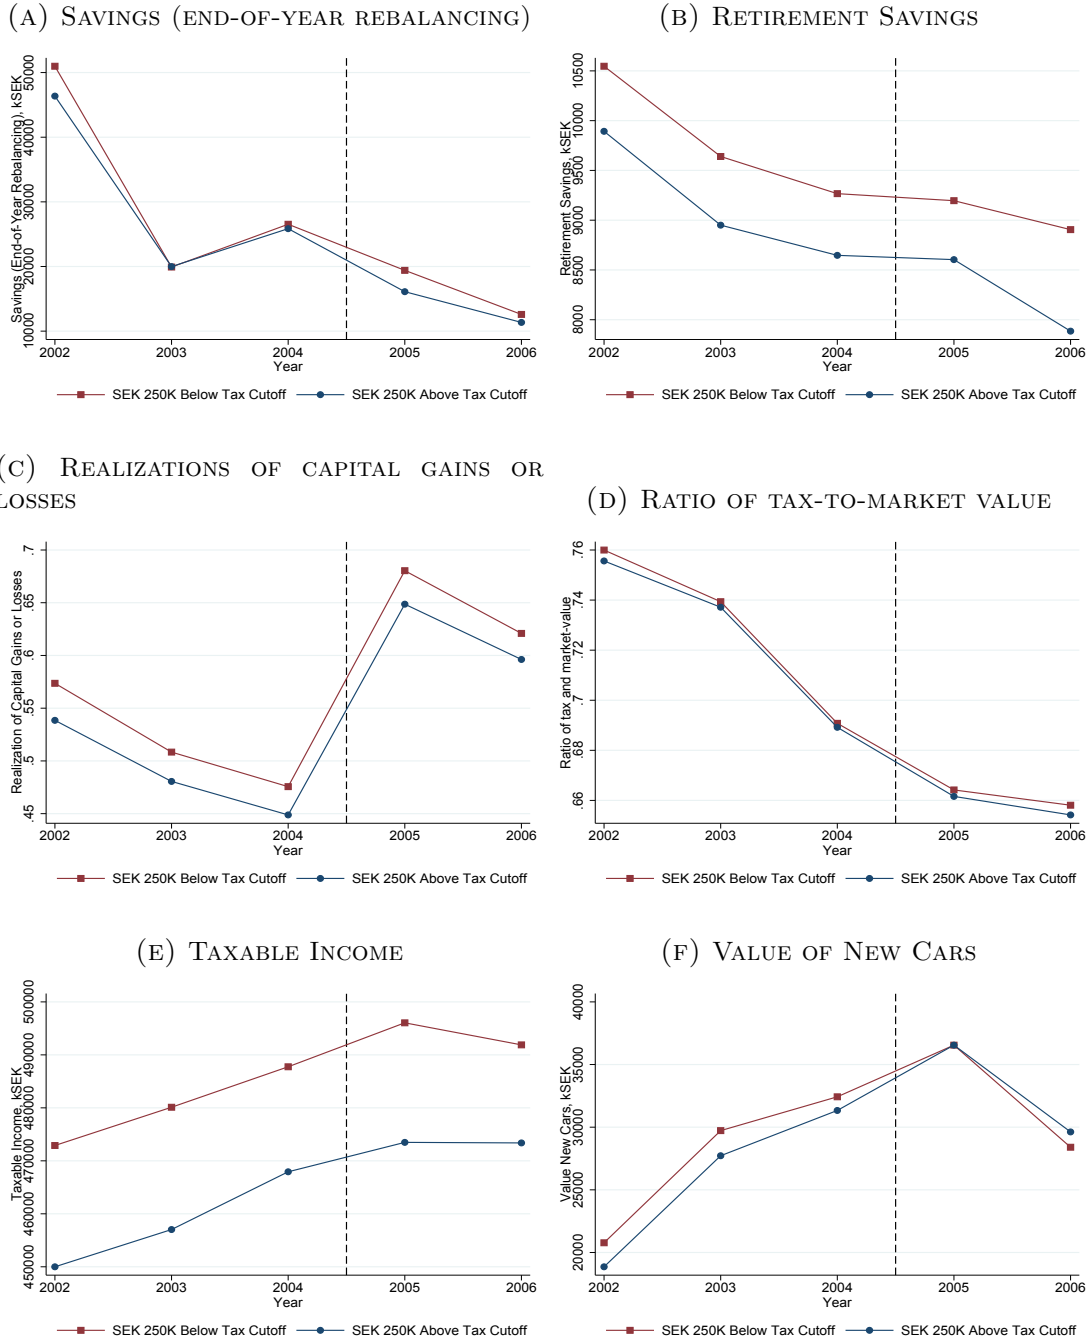 (A) Savings (end-of-year rebalancing)
Savings (End-of-Year Rebalancing), kSEK
50000
40000
30000
20000
10000
2002 2003 2004 2005 2006
Year
SEK 250K Below Tax Cutoff SEK 250K Above Tax Cutoff
(B) Retirement Savings
Retirement Savings, kSEK
10500
10000
9500
9000
8500
8000
2002 2003 2004 2005 2006
Year
SEK 250K Below Tax Cutoff SEK 250K Above Tax Cutoff
(C) Realizations of capital gains or
losses
Realization of Capital Gains or Losses
.7
.65
.6
.55
.5
.45
2002 2003 2004 2005 2006
Year
SEK 250K Below Tax Cutoff SEK 250K Above Tax Cutoff
(D) Ratio of tax-to-market value
Ratio of tax and market-value
.76
.74
.72
.7
.68
.66
2002 2003 2004 2005 2006
Year
SEK 250K Below Tax Cutoff SEK 250K Above Tax Cutoff
(E) Taxable Income
Taxable Income, kSEK
500000
490000
480000
470000
460000
450000
2002 2003 2004 2005 2006
Year
SEK 250K Below Tax Cutoff SEK 250K Above Tax Cutoff
(F) Value of New Cars
Value New Cars, kSEK
40000
35000
30000
25000
20000
2002 2003 2004 2005 2006
Year
SEK 250K Below Tax Cutoff SEK 250K Above Tax Cutoff